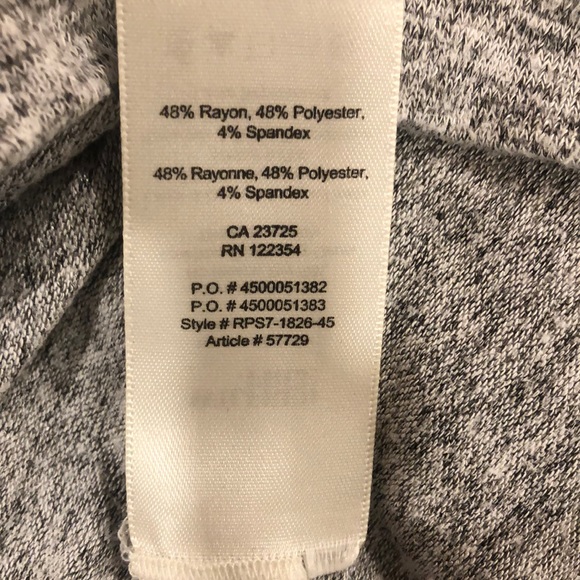 48% Rayon, 48% Polyester,
4% Spandex
48% Rayonne, 48% Polyester,
4% Spandex
CA 23725
RN 122354
P.O. # 4500051382
P.O. # 4500051383
Style # RPS7-1826-45
Article # 57729